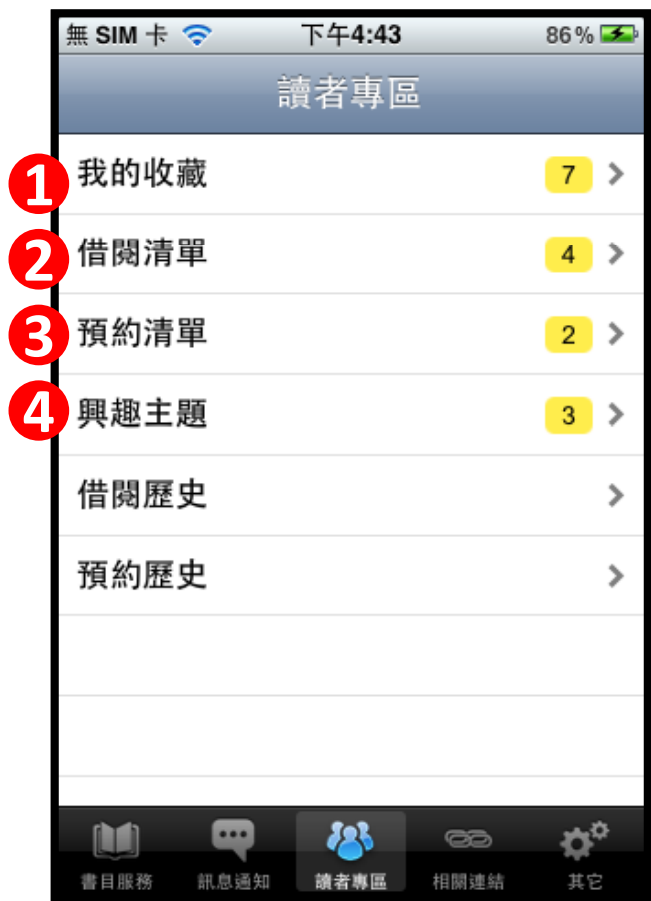 無 SIM 卡 下午4:43 86%
讀者專區
1 我的收藏 7
2 借閱清單 4
3 預約清單 2
4 興趣主題 3
借閱歷史
預約歷史
書目服務 訊息通知 讀者專區 相關連結 其它